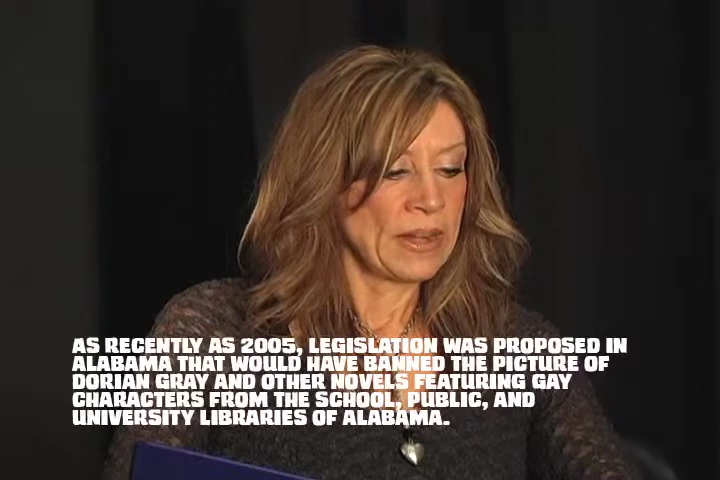 AS RECENTLY AS 2005, LEGISLATION WAS PROPOSED IN
ALABAMA THAT WOULD HAVE BANNED THE PICTURE OF
DORIAN GRAY AND OTHER NOVELS FEATURING GAY
CHARACTERS FROM THE SCHOOL, PUBLIC, AND
UNIVERSITY LIBRARIES OF ALABAMA.